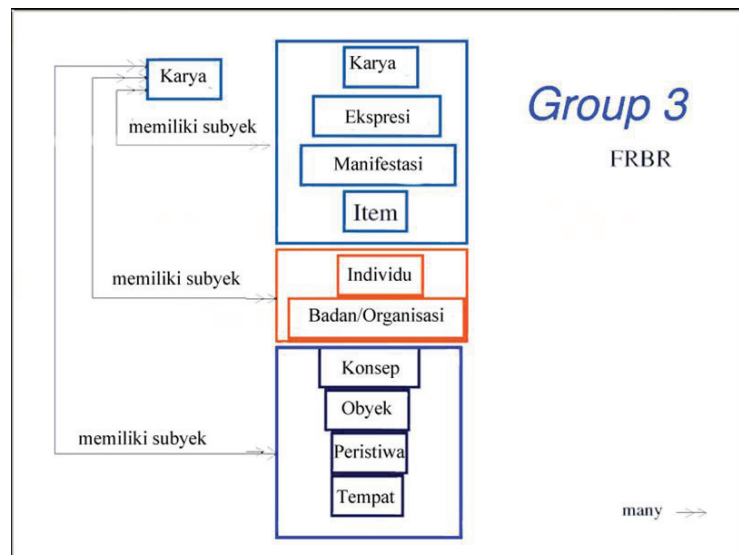 Karya
Karya
Ekspresi
Manifestasi
Item
memiliki subyek
Group 3
FRBR
Individu
Badan/Organisasi
memiliki subyek
Konsep
Obyek
Peristiwa
Tempat
memiliki subyek
many